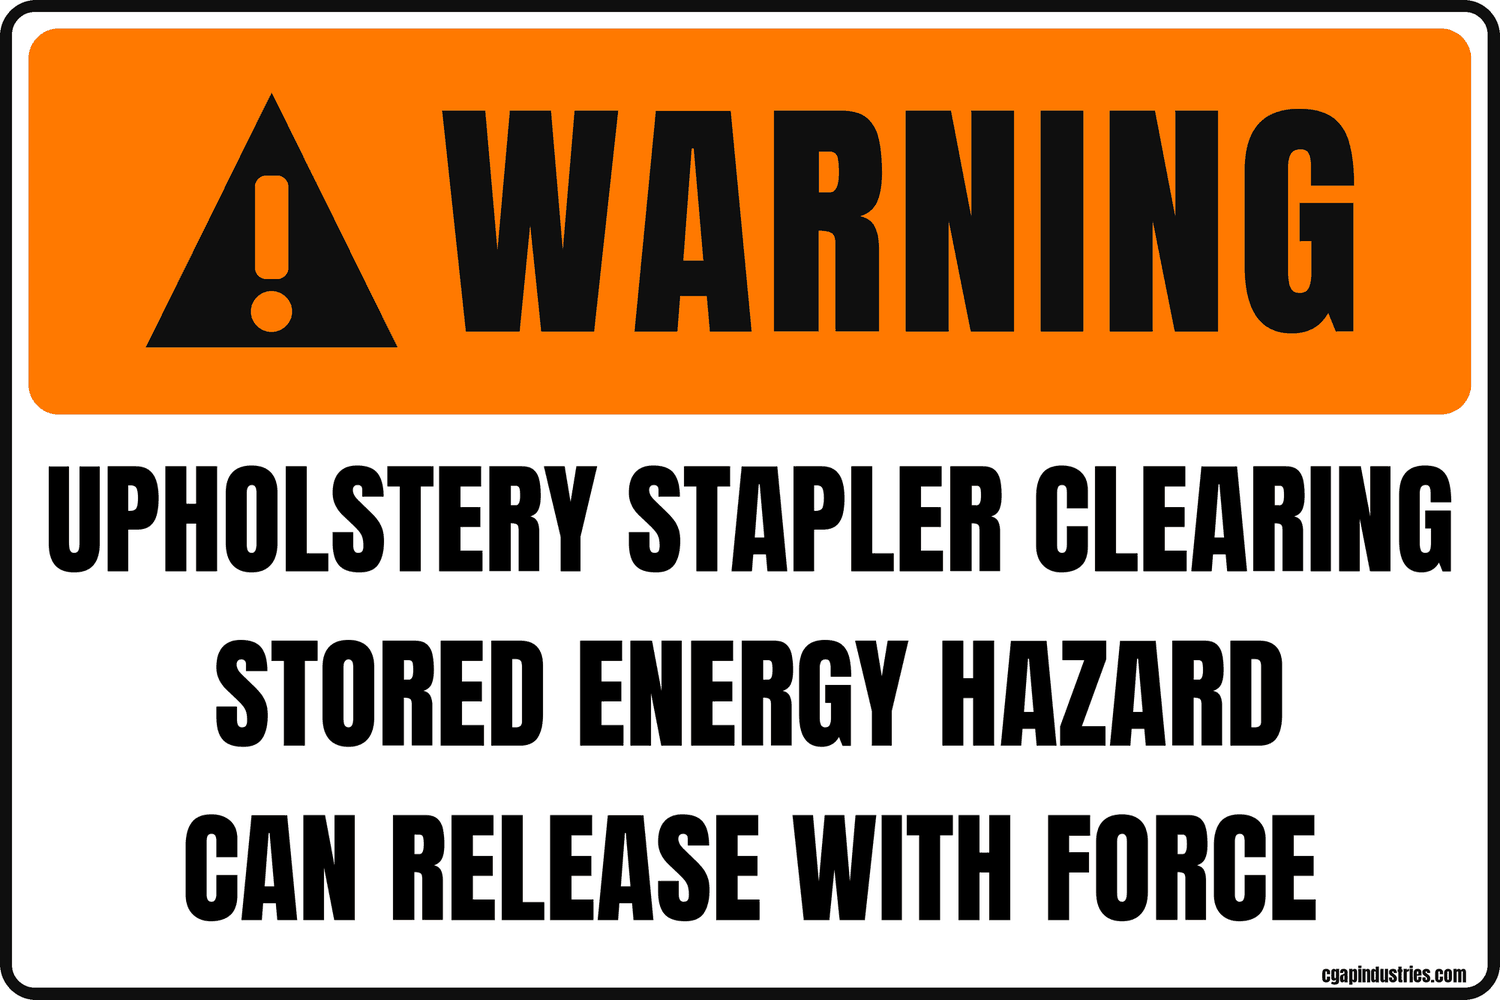 WARNING
UPHOLSTERY STAPLER CLEARING
STORED ENERGY HAZARD
CAN RELEASE WITH FORCE
cgapindustries.com